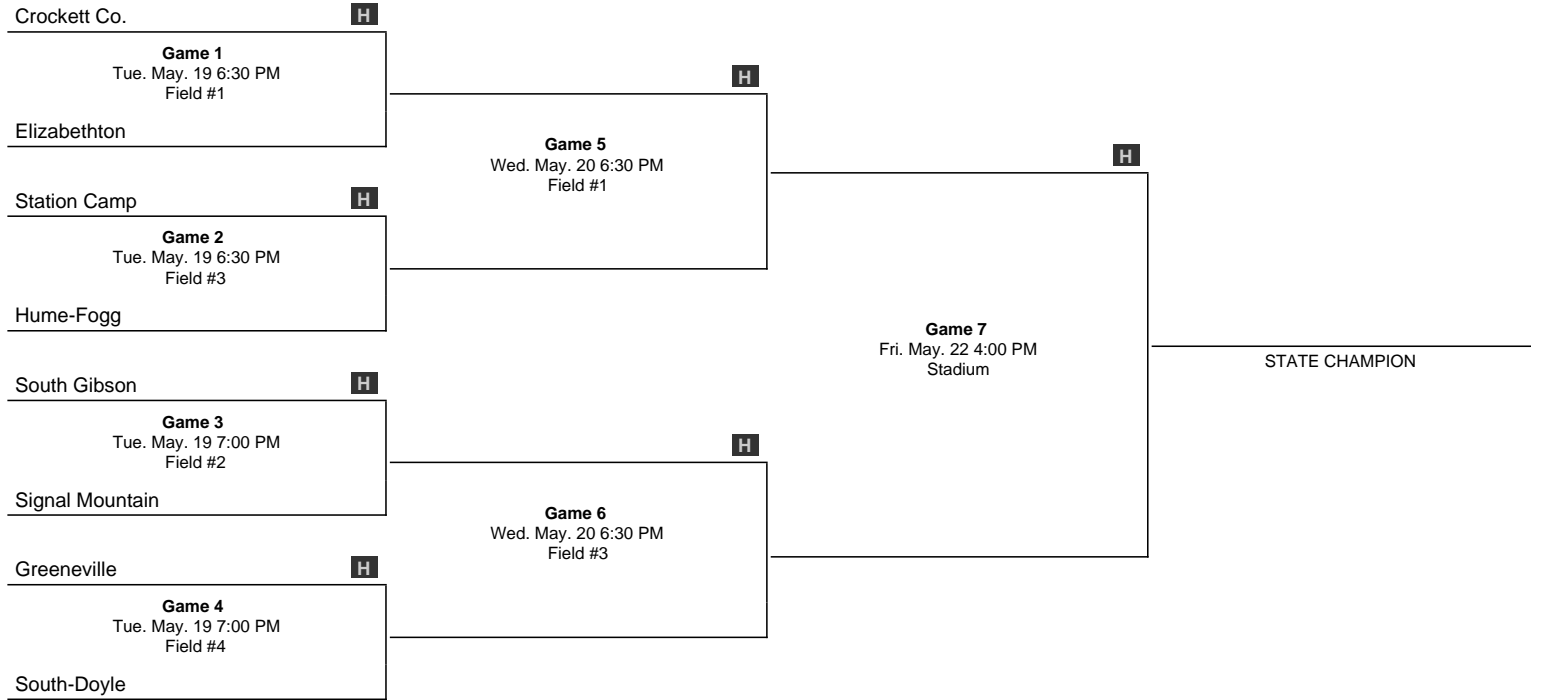 Crockett Co. H
Game 1
Tue. May. 19 6:30 PM
Field #1
Elizabethton
Station Camp H
Game 2
Tue. May. 19 6:30 PM
Field #3
Hume-Fogg
South Gibson H
Game 3
Tue. May. 19 7:00 PM
Field #2
Signal Mountain
Greeneville H
Game 4
Tue. May. 19 7:00 PM
Field #4
South-Doyle
H
Game 5
Wed. May. 20 6:30 PM
Field #1
H
Game 6
Wed. May. 20 6:30 PM
Field #3
H
Game 7
Fri. May. 22 4:00 PM
Stadium
STATE CHAMPION